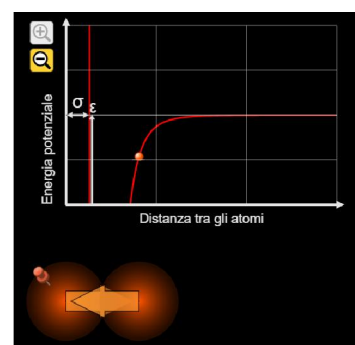 σ
ε
Energia potenziale
Distanza tra gli atomi